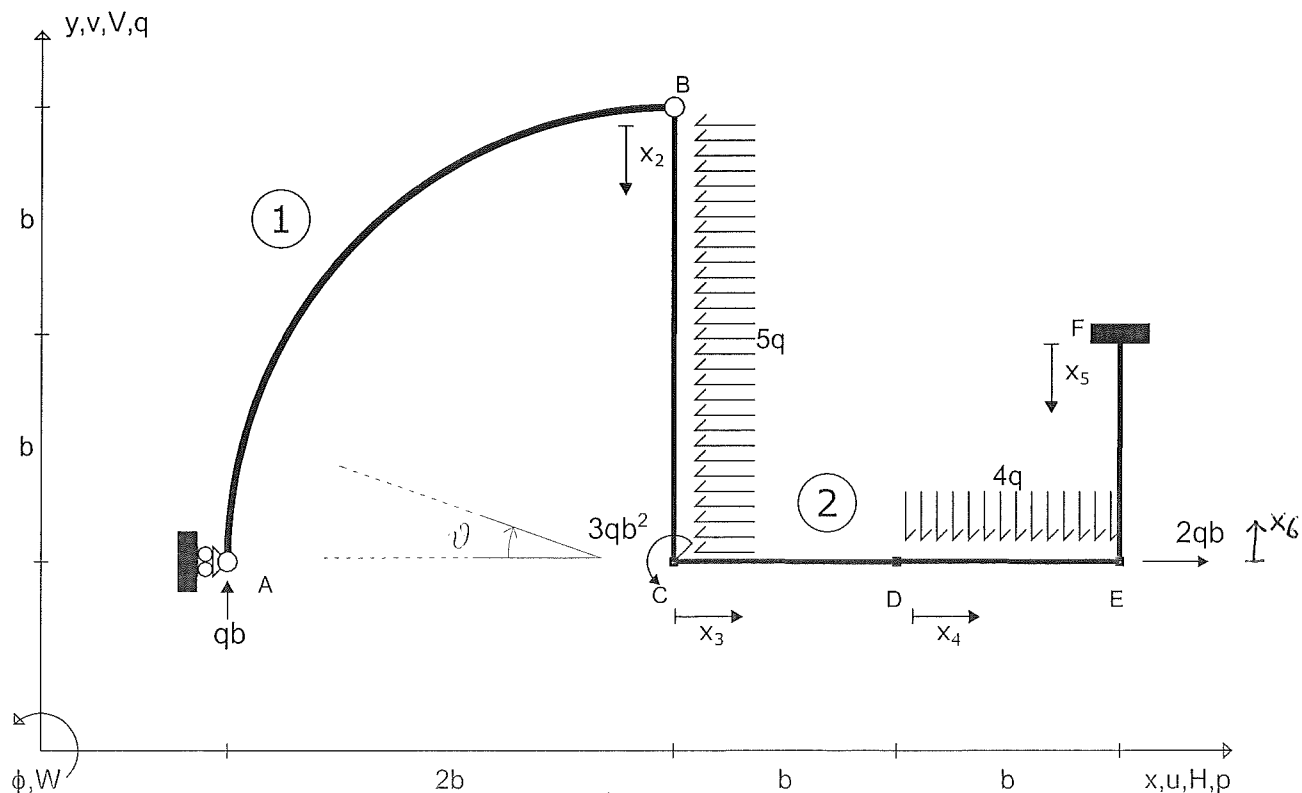 y,v,V,q
B
x₂
1
b
5q
F
x₅
b
4q
2
ϑ
3qb²
2qb
x₆
A
C
D
E
qb
x₃
x₄
ϕ,W
2b
b
b
x,u,H,p